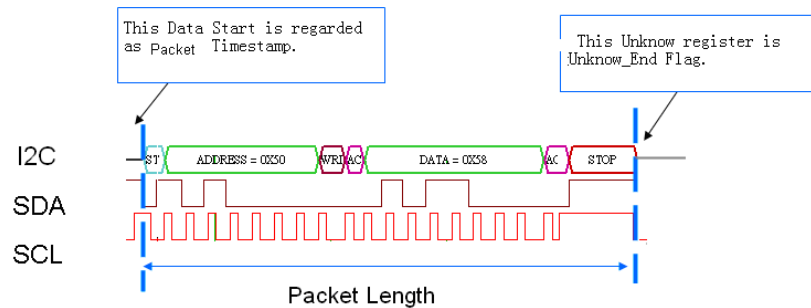 This Data Start is regarded
as Packet Timestamp.
This Unknow register is
Unknow_End Flag.
I2C
ST
ADDRESS = 0X50
WRI
AC
DATA = 0X58
AC
STOP
SDA
SCL
Packet Length